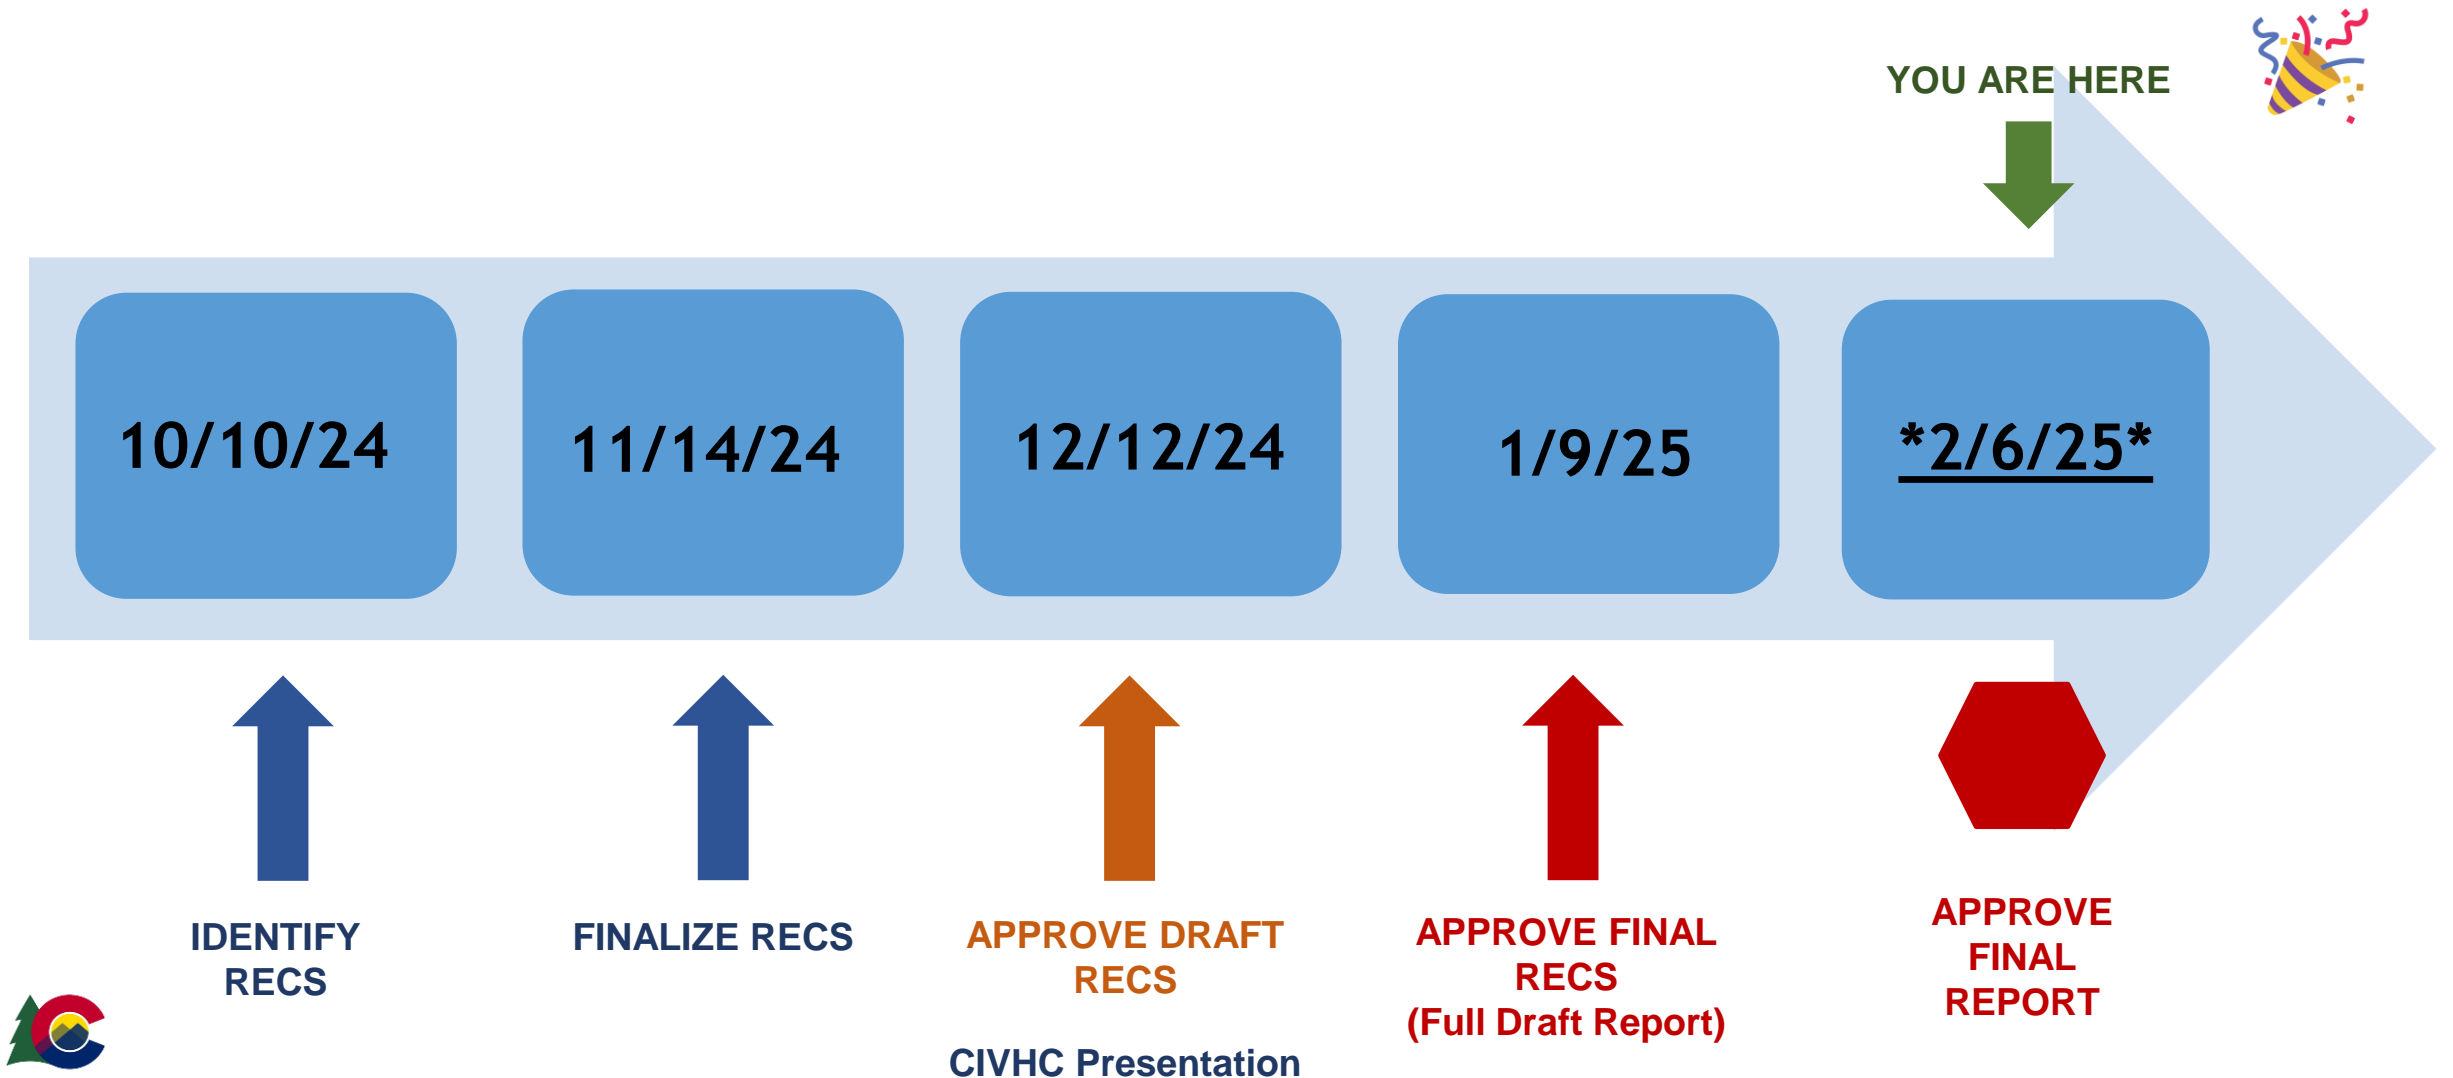 YOU ARE HERE
10/10/24
11/14/24
12/12/24
1/9/25
*2/6/25*
IDENTIFY
RECS
FINALIZE RECS
APPROVE DRAFT
RECS
CIVHC Presentation
APPROVE FINAL
RECS
(Full Draft Report)
APPROVE
FINAL
REPORT